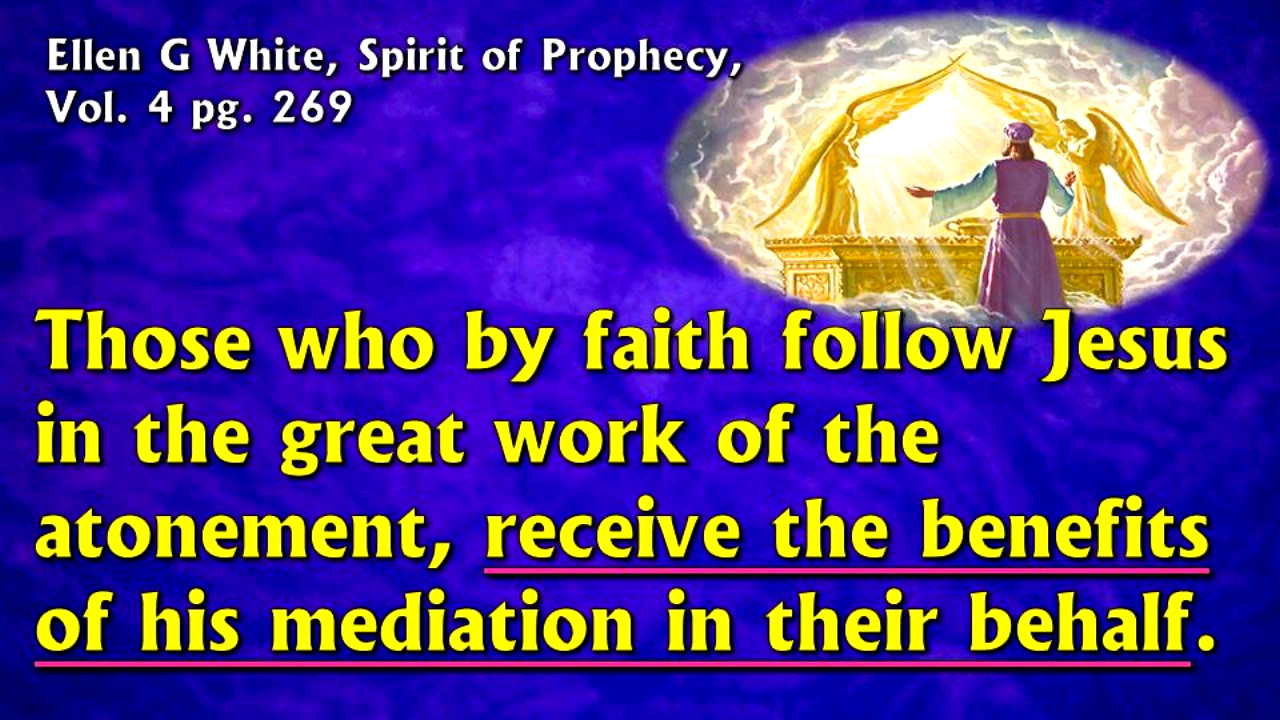 Ellen G White, Spirit of Prophecy,
Vol. 4 pg. 269
Those who by faith follow Jesus
in the great work of the
atonement, receive the benefits
of his mediation in their behalf.